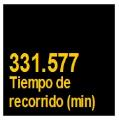 331.577
Tiempo de
recorrido (min)